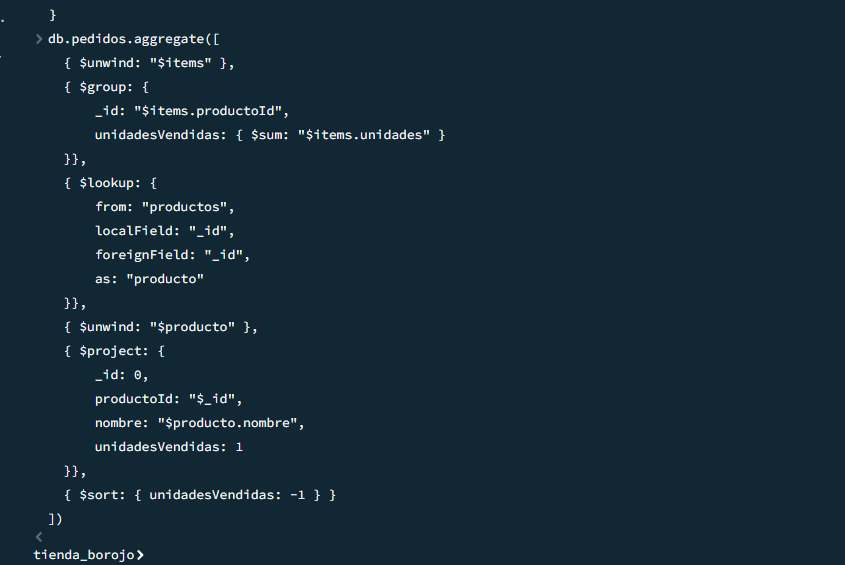 }
> db.pedidos.aggregate([
{ $unwind: "$items" },
{ $group: {
_id: "$items.productoId",
unidadesVendidas: { $sum: "$items.unidades" }
}},
{ $lookup: {
from: "productos",
localField: "_id",
foreignField: "_id",
as: "producto"
}},
{ $unwind: "$producto" },
{ $project: {
_id: 0,
productoId: "$_id",
nombre: "$producto.nombre",
unidadesVendidas: 1
}},
{ $sort: { unidadesVendidas: -1 } }
])
<
tienda_borojo>